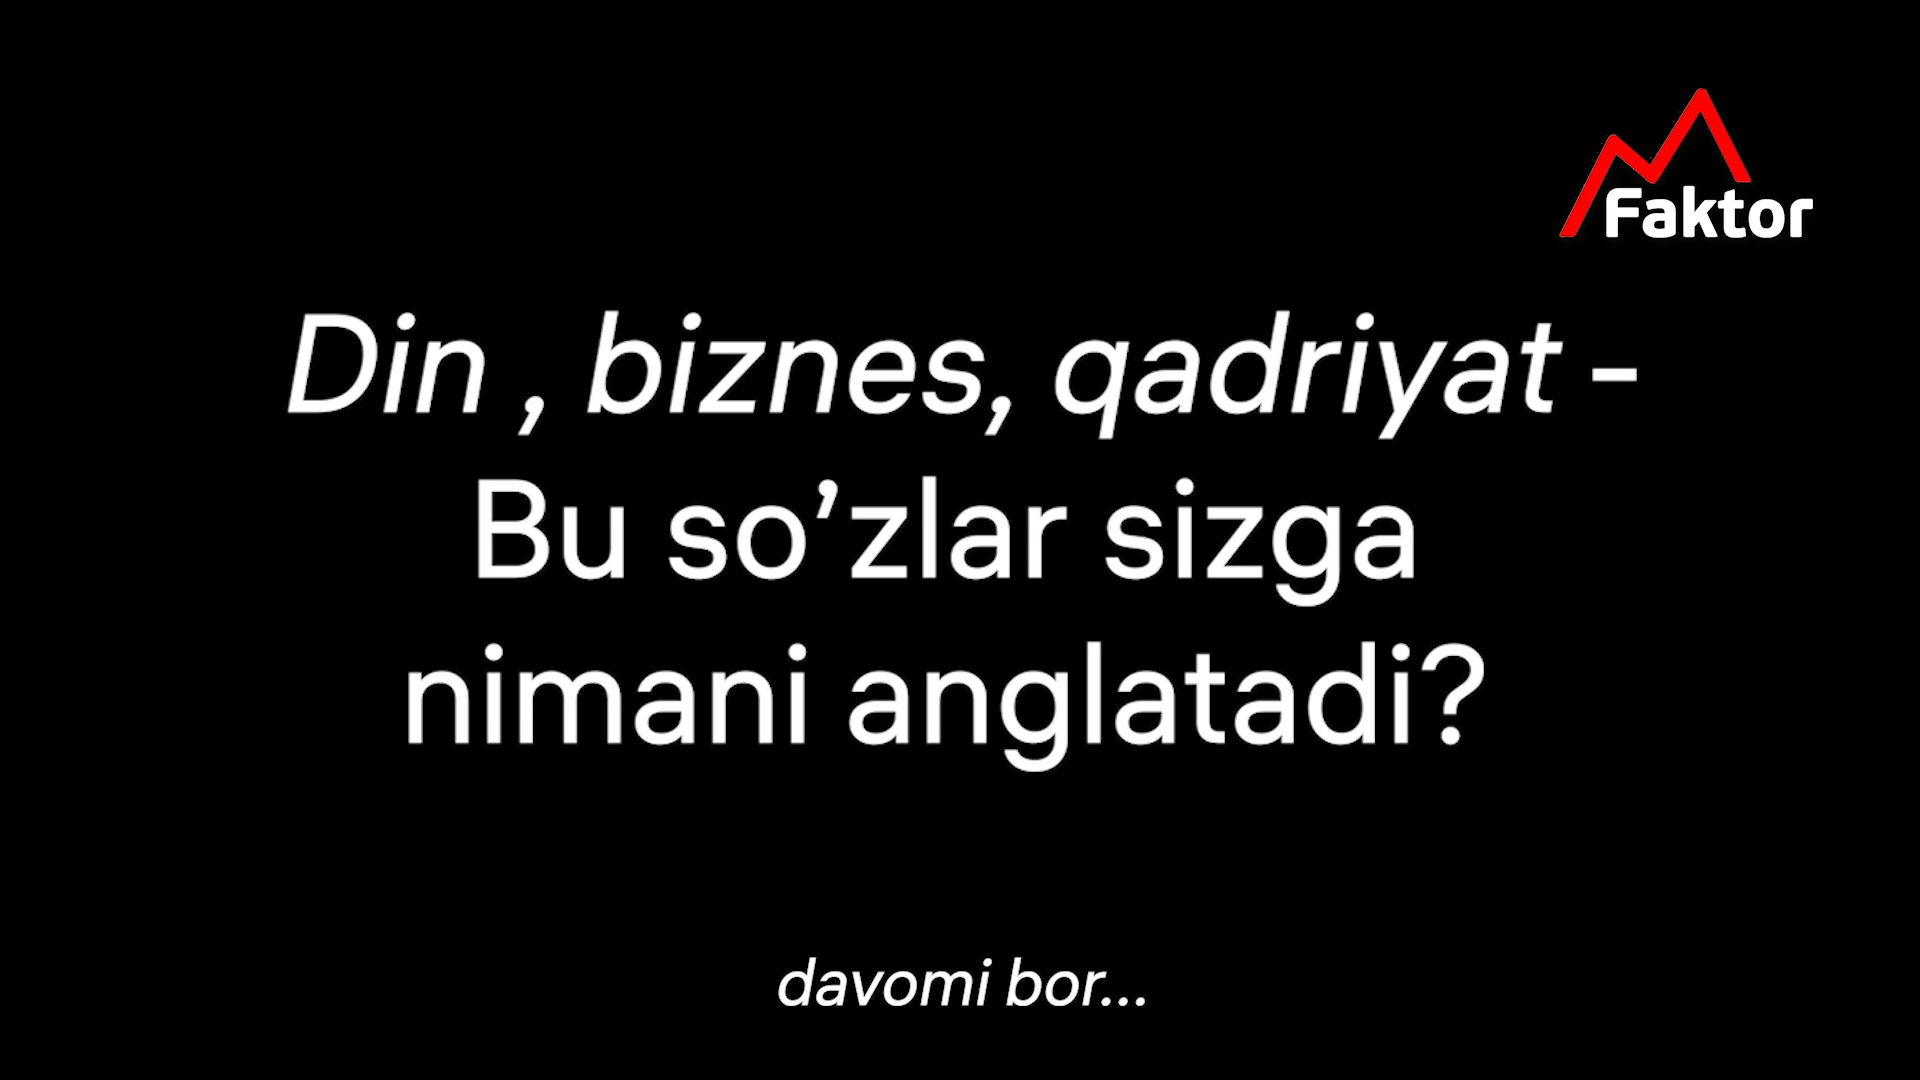 Faktor
Din , biznes, qadriyat -
Bu so’zlar sizga
nimani anglatadi?
davomi bor...